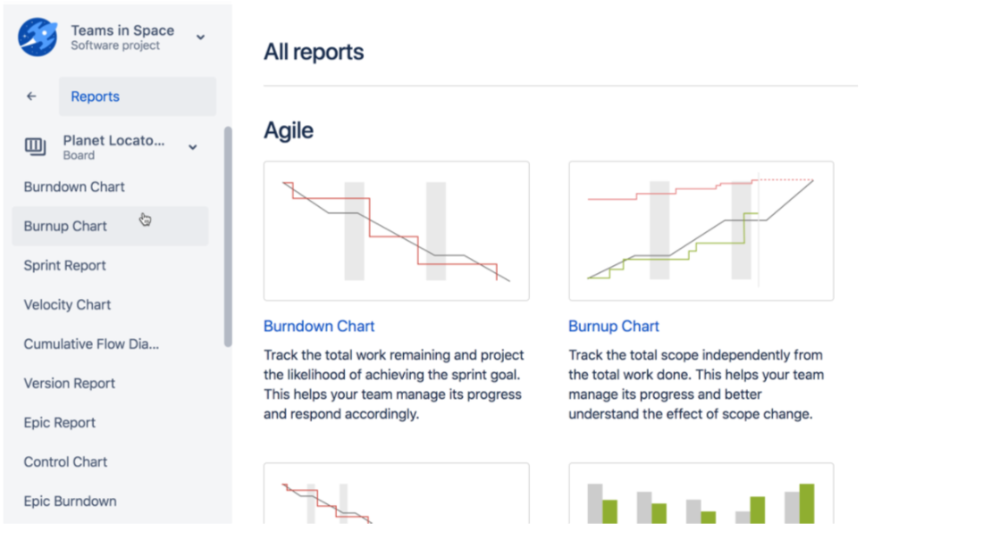 Teams in Space
Software project
Reports
Planet Locato...
Board
Burndown Chart
Burnup Chart
Sprint Report
Velocity Chart
Cumulative Flow Dia...
Version Report
Epic Report
Control Chart
Epic Burndown
All reports
Agile
Burndown Chart
Track the total work remaining and project
the likelihood of achieving the sprint goal.
This helps your team manage its progress
and respond accordingly.
Burnup Chart
Track the total scope independently from
the total work done. This helps your team
manage its progress and better
understand the effect of scope change.